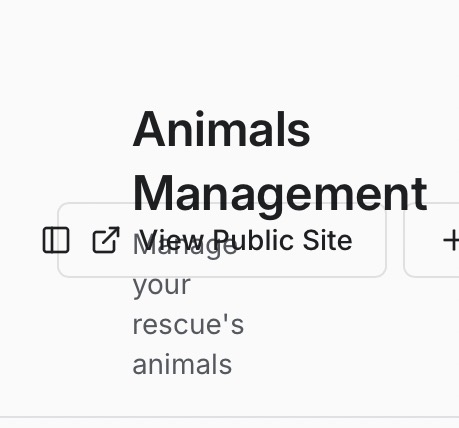 Animals
Management
View Public Site
Manage
your
rescue's
animals